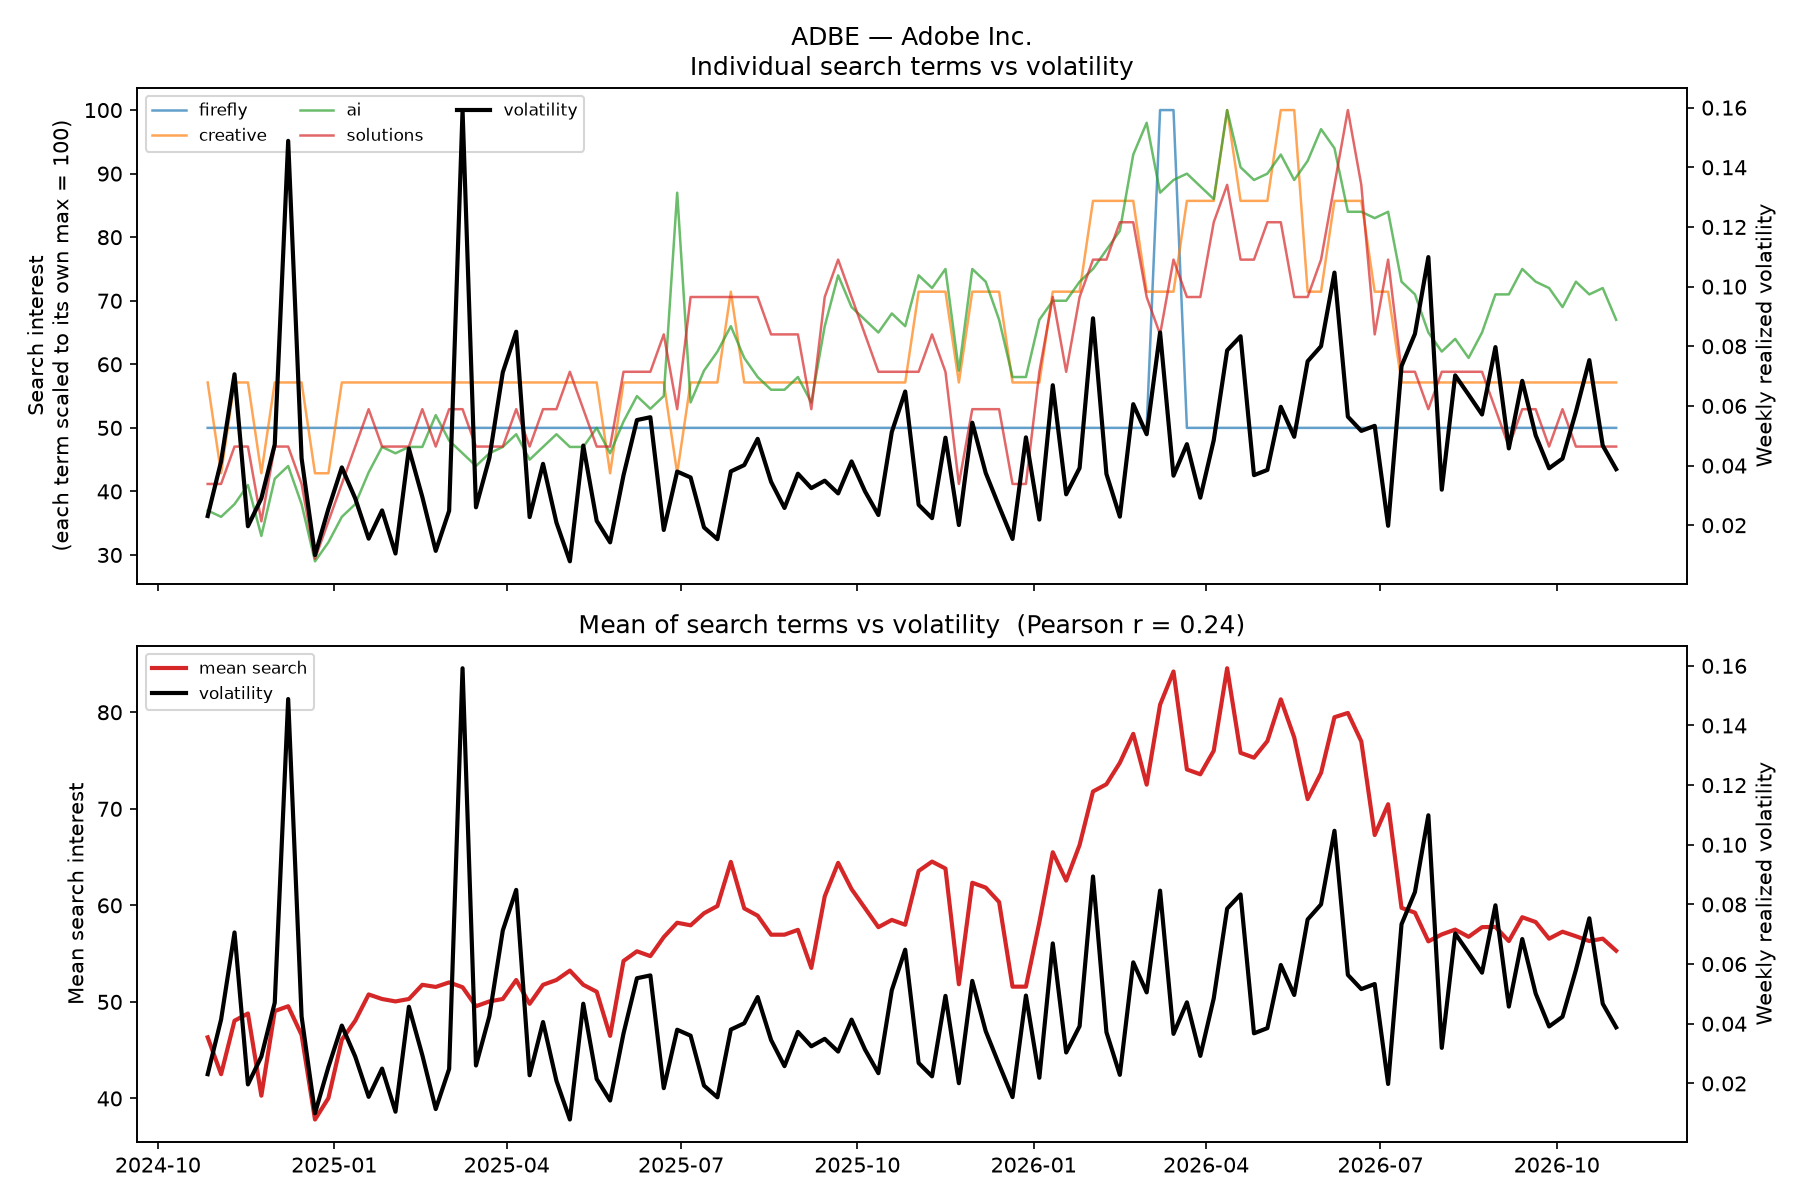 ADBE — Adobe Inc.
Individual search terms vs volatility
firefly
creative
ai
solutions
volatility
Search interest
(each term scaled to its own max = 100)
100
90
80
70
60
50
40
30
0.16
0.14
0.12
0.10
0.08
0.06
0.04
0.02
Weekly realized volatility
Mean of search terms vs volatility (Pearson r = 0.24)
mean search
volatility
Mean search interest
80
70
60
50
40
0.16
0.14
0.12
0.10
0.08
0.06
0.04
0.02
Weekly realized volatility
2024-10
2025-01
2025-04
2025-07
2025-10
2026-01
2026-04
2026-07
2026-10